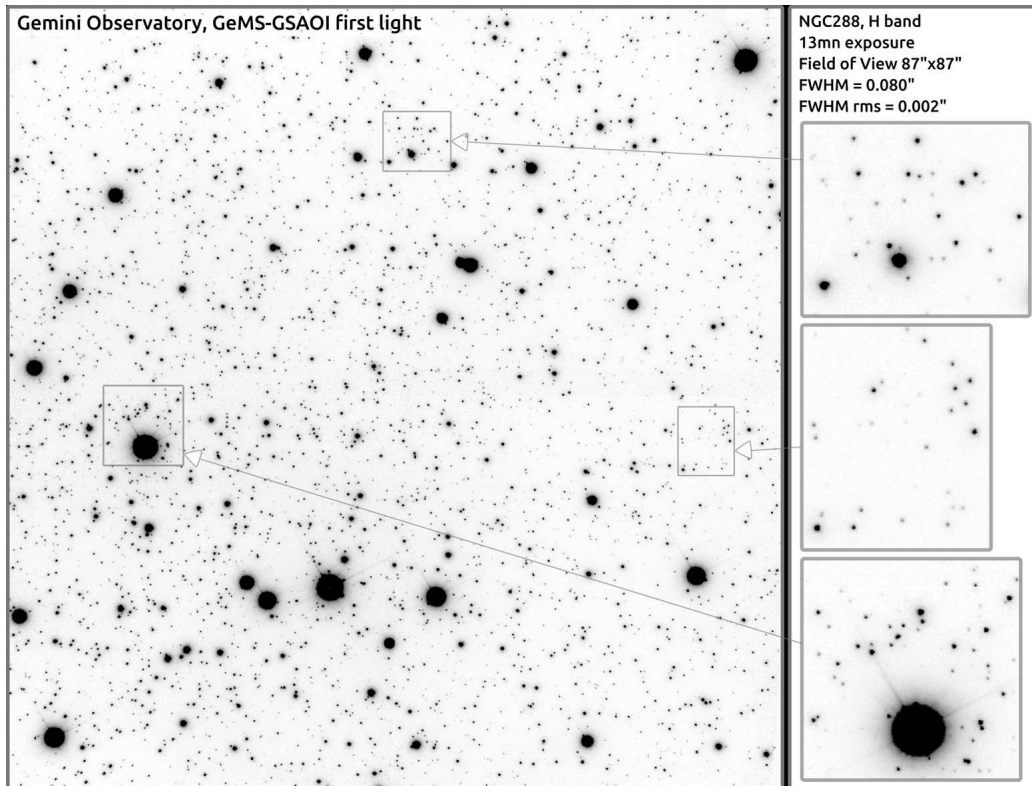 Gemini Observatory, GeMS-GSAOI first light
NGC288, H band
13mn exposure
Field of View 87"x87"
FWHM = 0.080"
FWHM rms = 0.002"